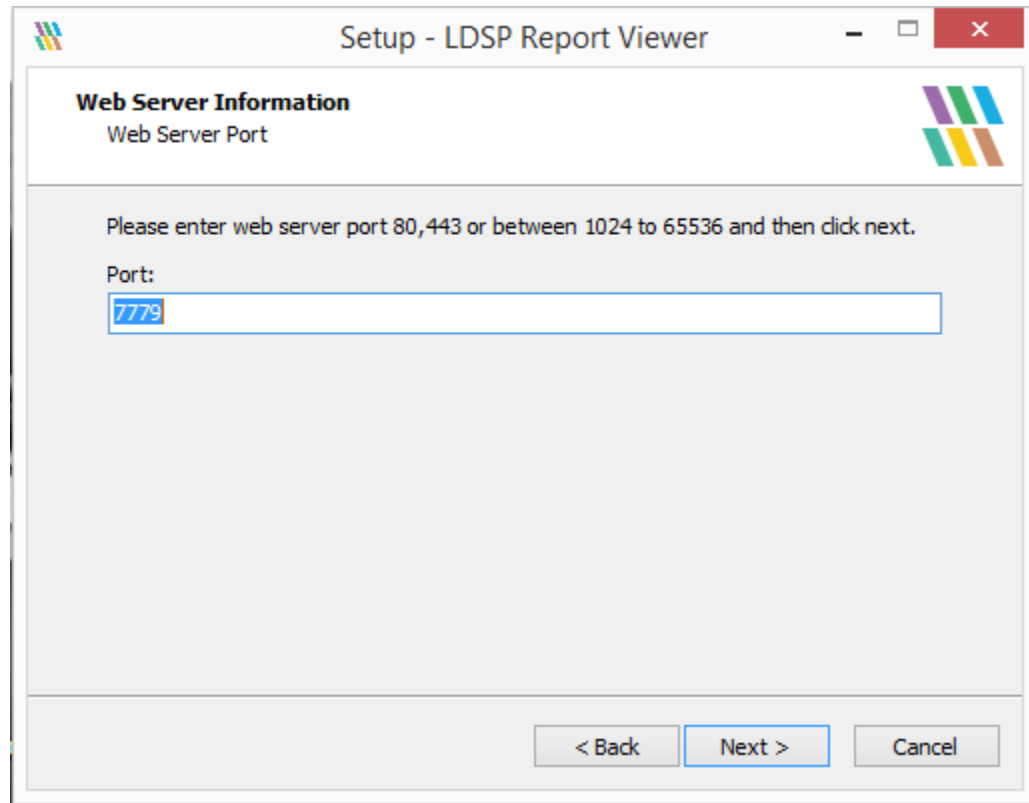 Setup - LDSP Report Viewer
Web Server Information
Web Server Port
Please enter web server port 80,443 or between 1024 to 65536 and then click next.
Port:
7779
< Back
Next >
Cancel